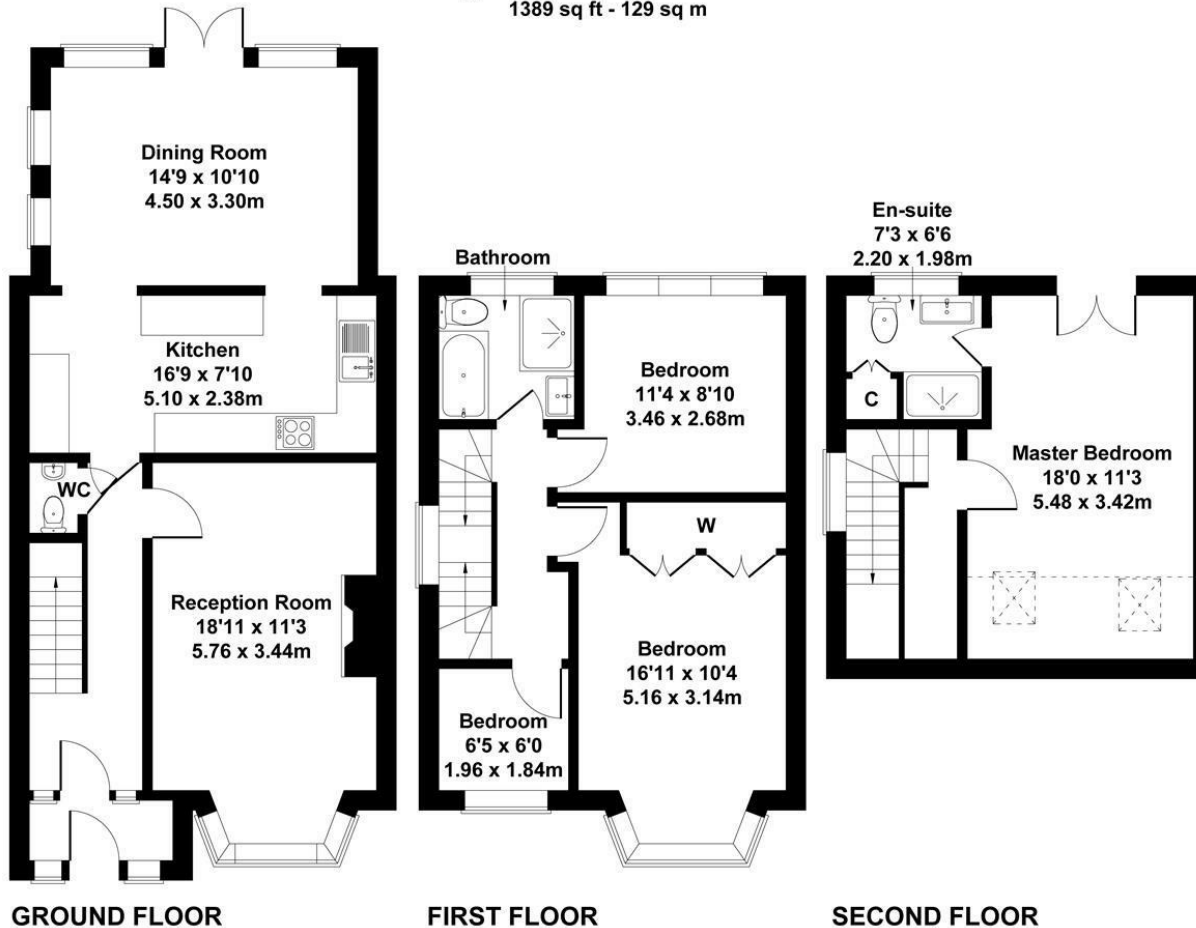 1389 sq ft - 129 sq m
Dining Room
14'9 x 10'10
4.50 x 3.30m
Kitchen
16'9 x 7'10
5.10 x 2.38m
WC
Reception Room
18'11 x 11'3
5.76 x 3.44m
GROUND FLOOR
Bathroom
Bedroom
11'4 x 8'10
3.46 x 2.68m
W
Bedroom
16'11 x 10'4
5.16 x 3.14m
Bedroom
6'5 x 6'0
1.96 x 1.84m
FIRST FLOOR
En-suite
7'3 x 6'6
2.20 x 1.98m
C
Master Bedroom
18'0 x 11'3
5.48 x 3.42m
SECOND FLOOR